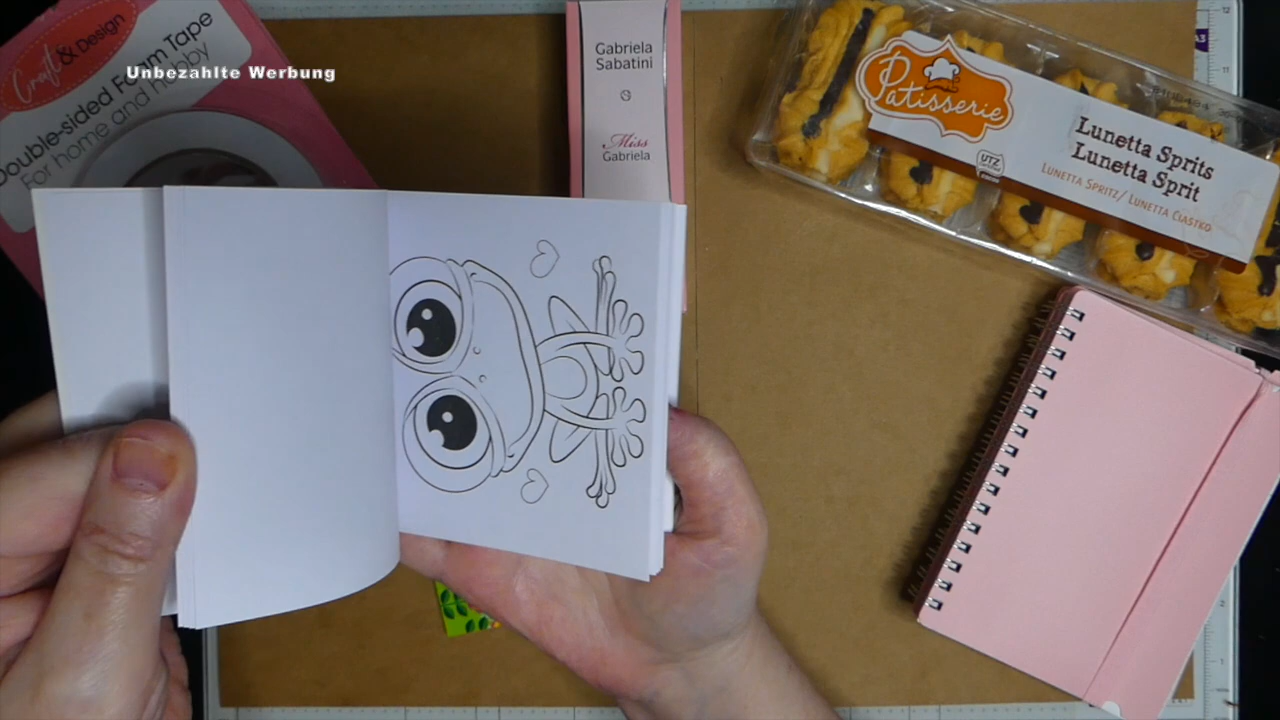 Craft & Design
Double-sided Foam Tape
For home and hobby
Unbezahlte Werbung
Gabriela
Sabatini
Miss
Gabriela
Patisserie
UTZ
Lunetta Sprits
Lunetta Sprit
Lunetta Spritz/ Lunetta Ciastko